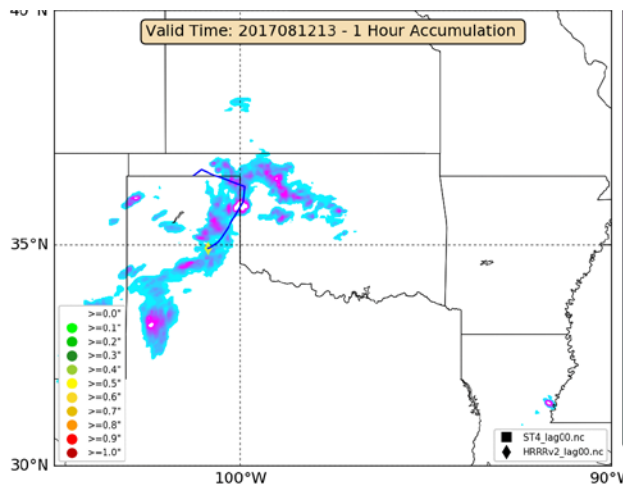 40°N
Valid Time: 2017081213 - 1 Hour Accumulation
35°N
>=0.0"
>=0.1"
>=0.2"
>=0.3"
>=0.4"
>=0.5"
>=0.6"
>=0.7"
>=0.8"
>=0.9"
>=1.0"
ST4_lag00.nc
HRRRv2_lag00.nc
30°N
100°W
90°W